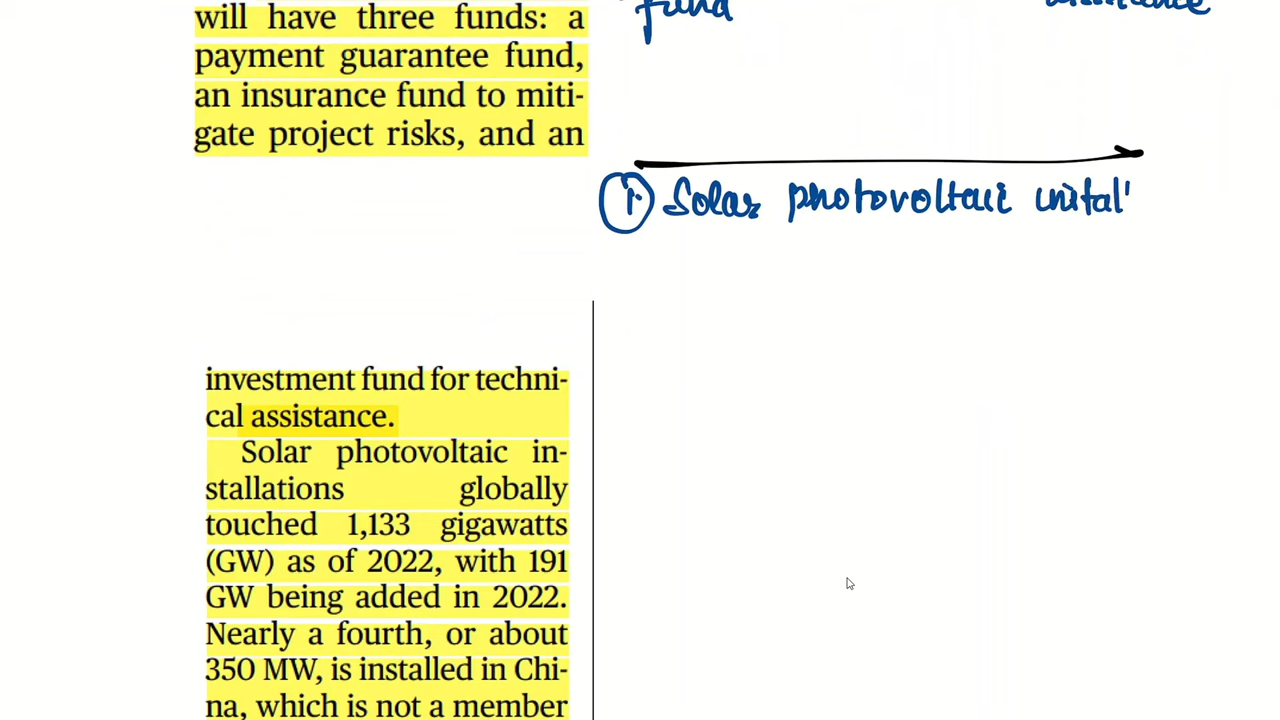 will have three funds: a
payment guarantee fund,
an insurance fund to miti-
gate project risks, and an
fund
assistance
1. Solar photovoltaic inital'
investment fund for techni-
cal assistance.
Solar photovoltaic in-
stallations globally
touched 1,133 gigawatts
(GW) as of 2022, with 191
GW being added in 2022.
Nearly a fourth, or about
350 MW, is installed in Chi-
na, which is not a member